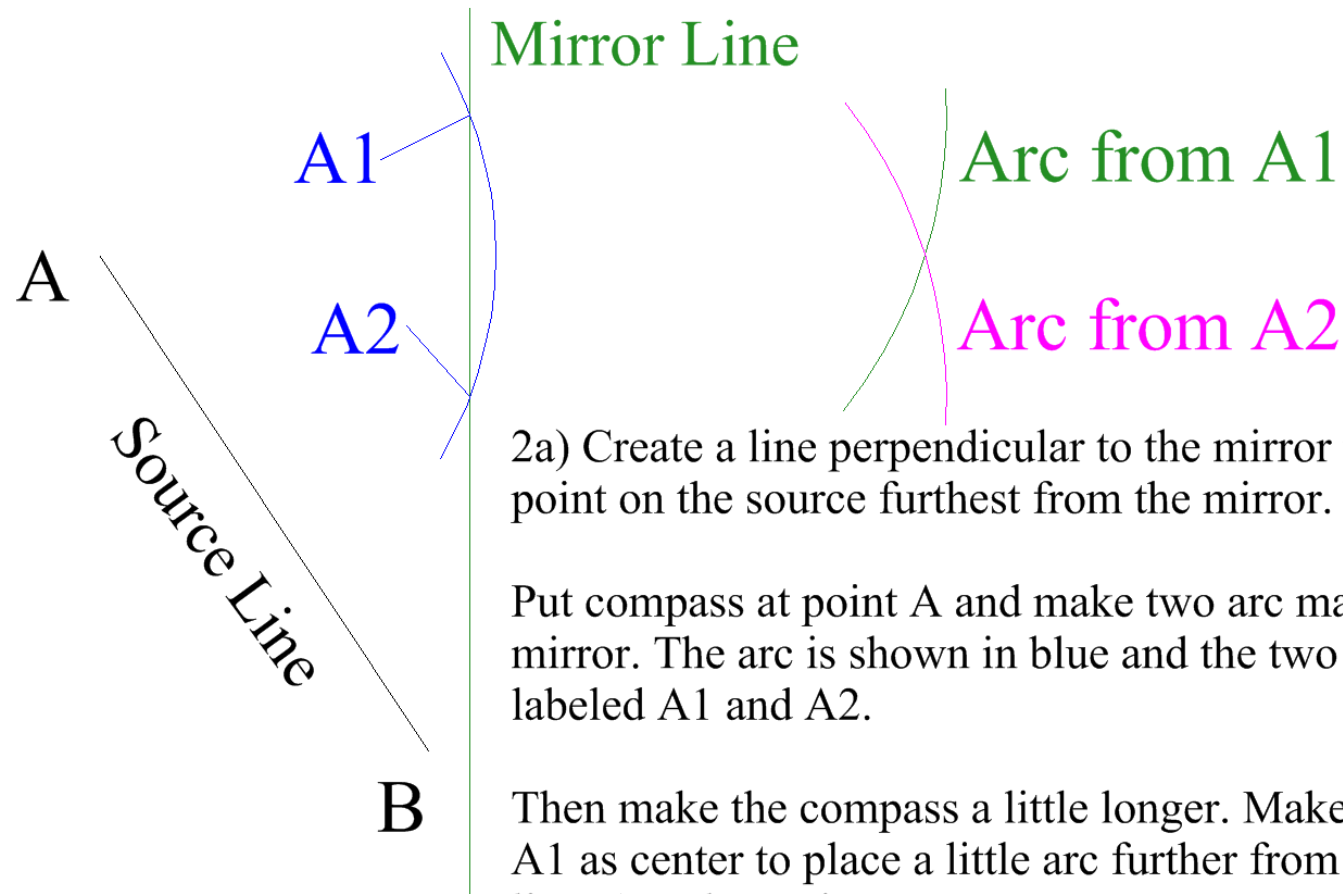 Mirror Line
A1
Arc from A1
A
A2
Arc from A2
Source Line
2a) Create a line perpendicular to the mirror
point on the source furthest from the mirror.
Put compass at point A and make two arc ma
mirror. The arc is shown in blue and the two
labeled A1 and A2.
B
Then make the compass a little longer. Make
A1 as center to place a little arc further from